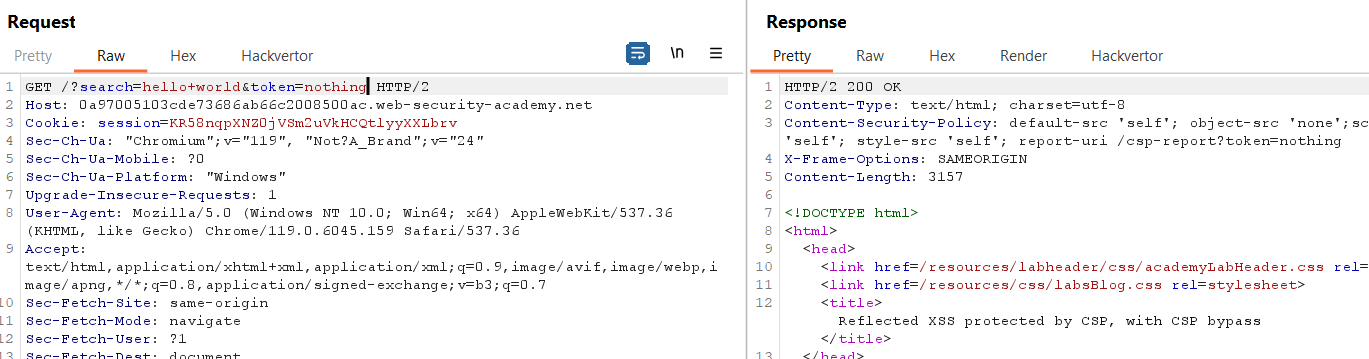 Request
Response
Pretty Raw Hex Hackvertor \n
Pretty Raw Hex Render Hackvertor
1 GET /?search=hello+world&token=nothing HTTP/2
2 Host: 0a97005103cde73686ab66c2008500ac.web-security-academy.net
3 Cookie: session=KR58nqpXNZ0jVSm2uVkHCQtlyyXXLbrv
4 Sec-Ch-Ua: "Chromium";v="119", "Not?A_Brand";v="24"
5 Sec-Ch-Ua-Mobile: ?0
6 Sec-Ch-Ua-Platform: "Windows"
7 Upgrade-Insecure-Requests: 1
8 User-Agent: Mozilla/5.0 (Windows NT 10.0; Win64; x64) AppleWebKit/537.36
(KHTML, like Gecko) Chrome/119.0.6045.159 Safari/537.36
9 Accept:
text/html,application/xhtml+xml,application/xml;q=0.9,image/avif,image/webp,i
mage/apng,*/*;q=0.8,application/signed-exchange;v=b3;q=0.7
10 Sec-Fetch-Site: same-origin
11 Sec-Fetch-Mode: navigate
12 Sec-Fetch-User: ?1
13 Sec-Fetch-Dest: document
1 HTTP/2 200 OK
2 Content-Type: text/html; charset=utf-8
3 Content-Security-Policy: default-src 'self'; object-src 'none';sc
'self'; style-src 'self'; report-uri /csp-report?token=nothing
4 X-Frame-Options: SAMEORIGIN
5 Content-Length: 3157
6
7 <!DOCTYPE html>
8 <html>
9 <head>
10 <link href=/resources/labheader/css/academyLabHeader.css rel=
11 <link href=/resources/css/labsBlog.css rel=stylesheet>
12 <title>
Reflected XSS protected by CSP, with CSP bypass
</title>
13 </head>